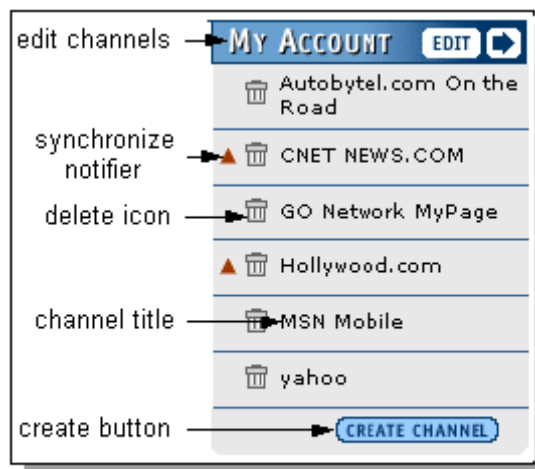 edit channels
MY ACCOUNT EDIT
Autobytel.com On the
Road
synchronize
notifier
CNET NEWS.COM
delete icon
GO Network MyPage
Hollywood.com
channel title
MSN Mobile
yahoo
create button
CREATE CHANNEL